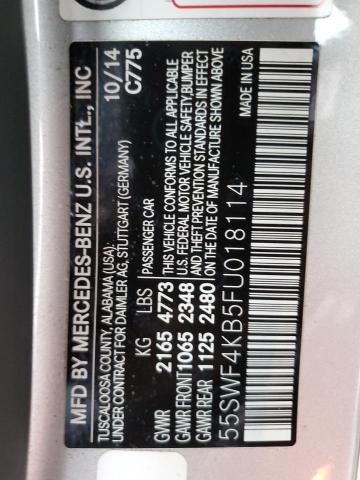 MFD BY MERCEDES-BENZ U.S. INTL., INC
TUSCALOOSA COUNTY, ALABAMA (USA)
UNDER CONTRACT FOR DAIMLER AG, STUTTGART (GERMANY)
10/14
C775
PASSENGER CAR
KG LBS
GVWR 2165 4773
GAWR FRONT 1065 2348
GAWR REAR 1125 2480
THIS VEHICLE CONFORMS TO ALL APPLICABLE
U.S. FEDERAL MOTOR VEHICLE SAFETY, BUMPER
AND THEFT PREVENTION STANDARDS IN EFFECT
ON THE DATE OF MANUFACTURE SHOWN ABOVE
55SWF4KB5FU018114